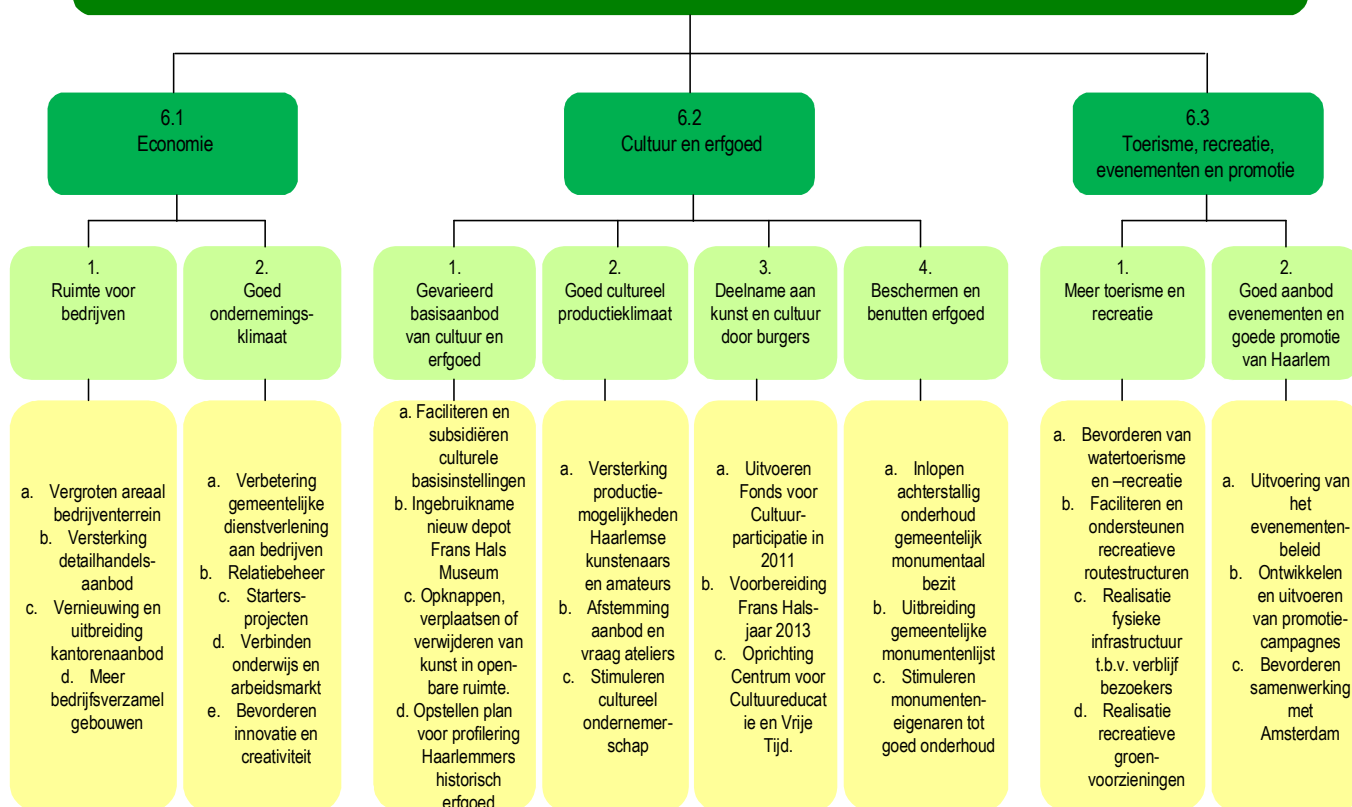 6.1
Economie
6.2
Cultuur en erfgoed
6.3
Toerisme, recreatie,
evenementen en promotie
1.
Ruimte voor
bedrijven
2.
Goed
ondernemings-
klimaat
1.
Gevarieerd
basisaanbod
van cultuur en
erfgoed
2.
Goed cultureel
productieklimaat
3.
Deelname aan
kunst en cultuur
door burgers
4.
Beschermen en
benutten erfgoed
1.
Meer toerisme en
recreatie
2.
Goed aanbod
evenementen en
goede promotie
van Haarlem
a. Vergroten areaal
bedrijventerrein
b. Versterking
detailhandels-
aanbod
c. Vernieuwing en
uitbreiding
kantorenaanbod
d. Meer
bedrijfsverzamel
gebouwen
a. Verbetering
gemeentelijke
dienstverlening
aan bedrijven
b. Relatiebeheer
c. Starters-
projecten
d. Verbinden
onderwijs en
arbeidsmarkt
e. Bevorderen
innovatie en
creativiteit
a. Faciliteren en
subsidiëren
culturele
basisinstellingen
b. Ingebruikname
nieuw depot
Frans Hals
Museum
c. Opknappen,
verplaatsen of
verwijderen van
kunst in open-
bare ruimte.
d. Opstellen plan
voor profilering
Haarlemmers
historisch
erfgoed
a. Versterking
productie-
mogelijkheden
Haarlemse
kunstenaars
en amateurs
b. Afstemming
aanbod en
vraag ateliers
c. Stimuleren
cultureel
ondernemer-
schap
a. Uitvoeren
Fonds voor
Cultuur-
participatie in
2011
b. Voorbereiding
Frans Hals-
jaar 2013
c. Oprichting
Centrum voor
Cultuureducat
ie en Vrije
Tijd.
a. Inlopen
achterstallig
onderhoud
gemeentelijk
monumentaal
bezit
b. Uitbreiding
gemeentelijke
monumentenlijst
c. Stimuleren
monumenten-
eigenaren tot
goed onderhoud
a. Bevorderen van
watertoerisme
en –recreatie
b. Faciliteren en
ondersteunen
recreatieve
routestructuren
c. Realisatie
fysieke
infrastructuur
t.b.v. verblijf
bezoekers
d. Realisatie
recreatieve
groen-
voorzieningen
a. Uitvoering van
het
evenementen-
beleid
b. Ontwikkelen
en uitvoeren
van promotie-
campagnes
c. Bevorderen
samenwerking
met
Amsterdam